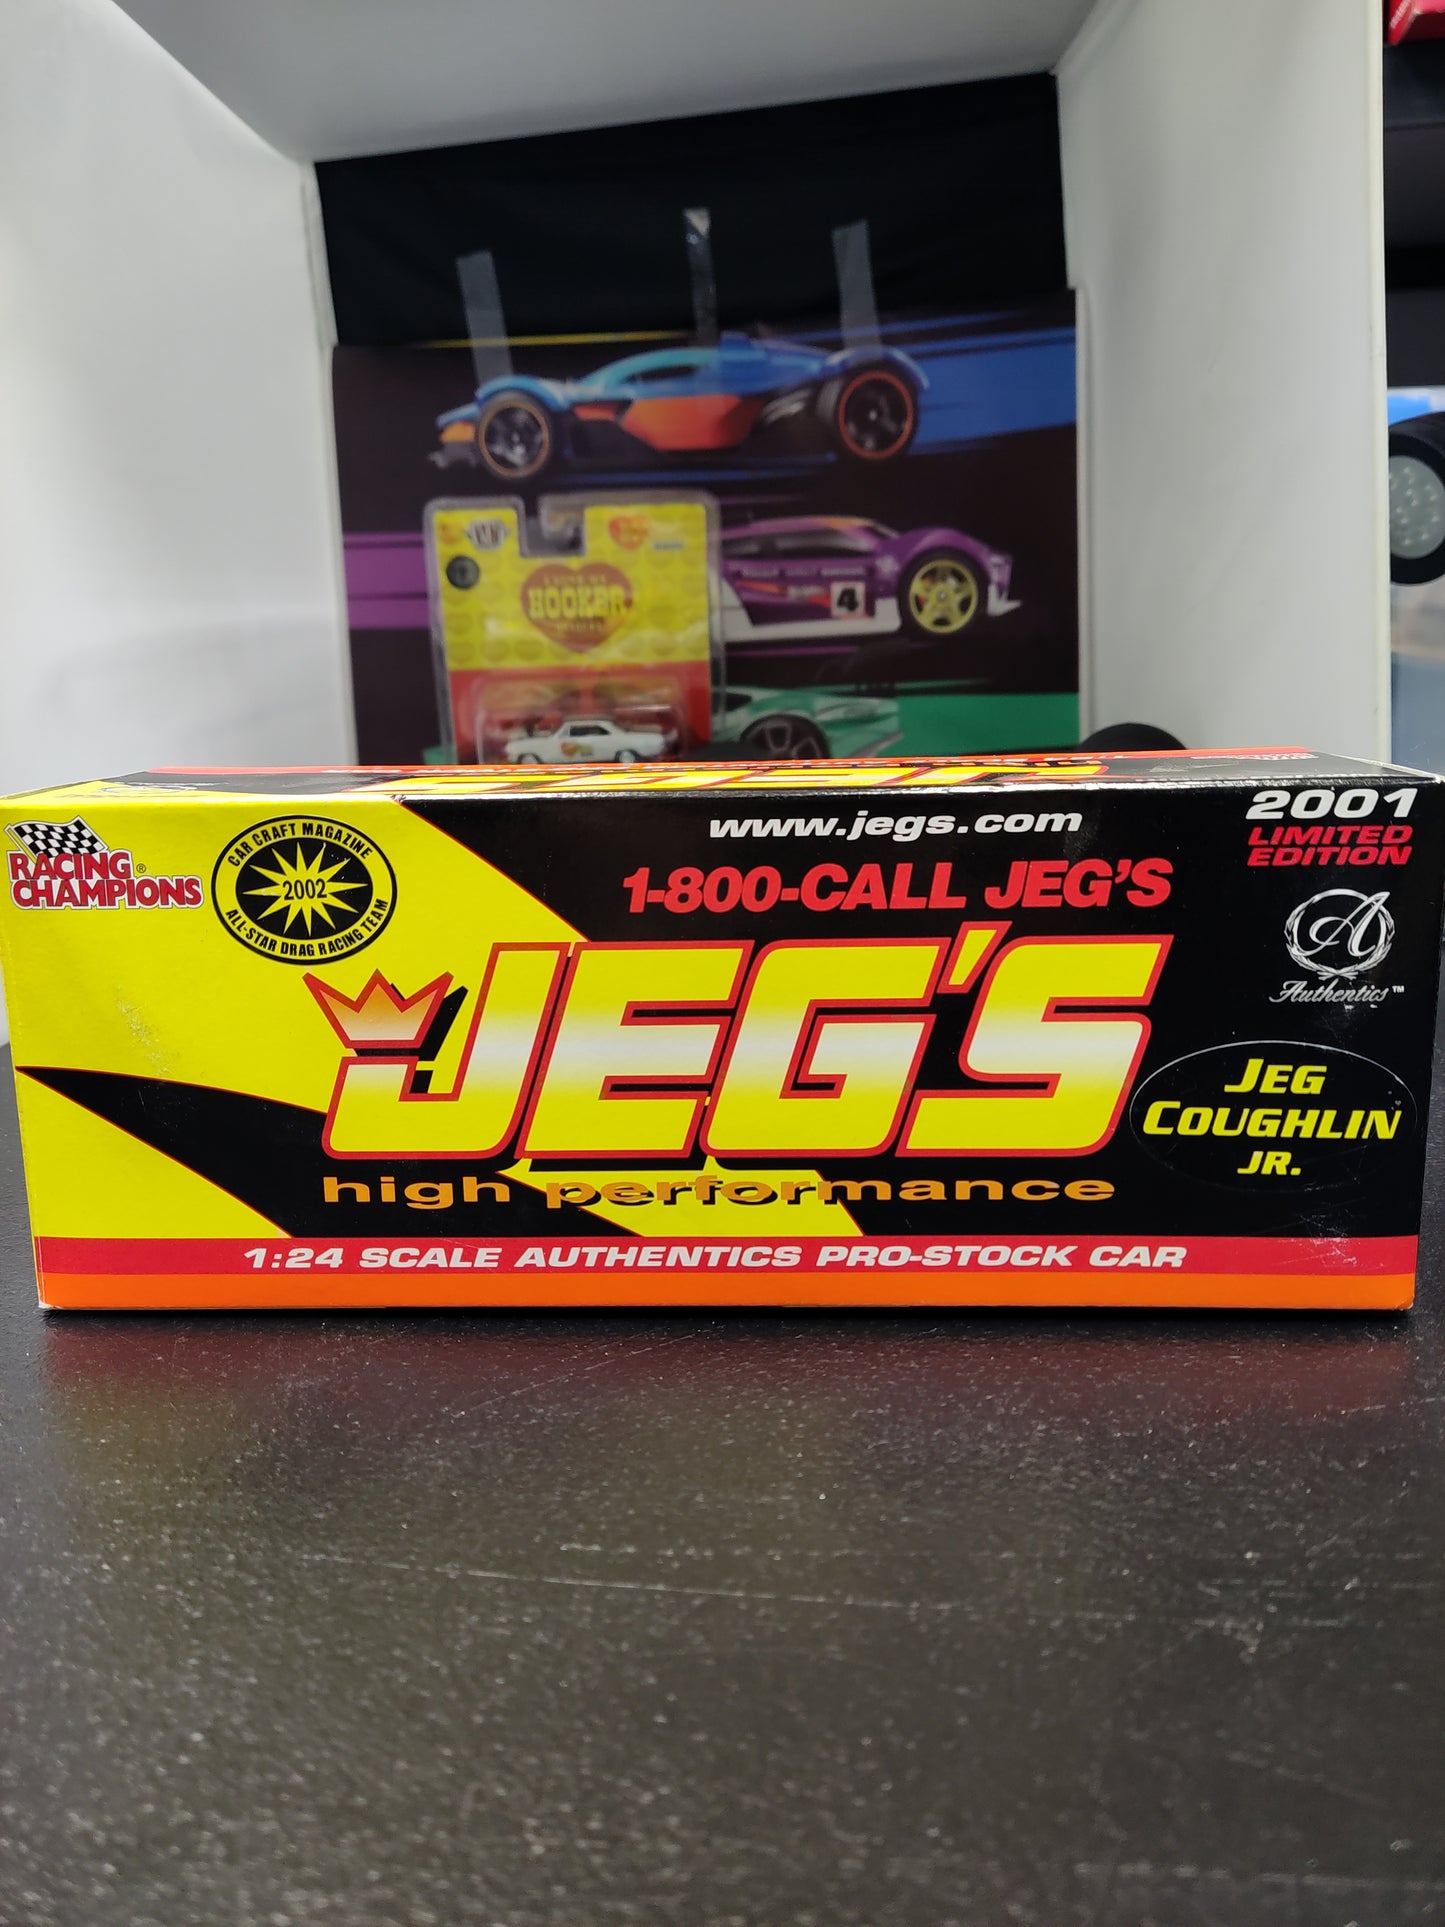 HOOKER
4
RACING
CHAMPIONS®
CAR CRAFT MAGAZINE
2002
ALL-STAR DRAG RACING TEAM
www.jegs.com
1-800-CALL JEG'S
JEG'S
high performance
2001
LIMITED
EDITION
A
Authentics™
JEG
COUGHLIN
JR.
1:24 SCALE AUTHENTICS PRO-STOCK CAR